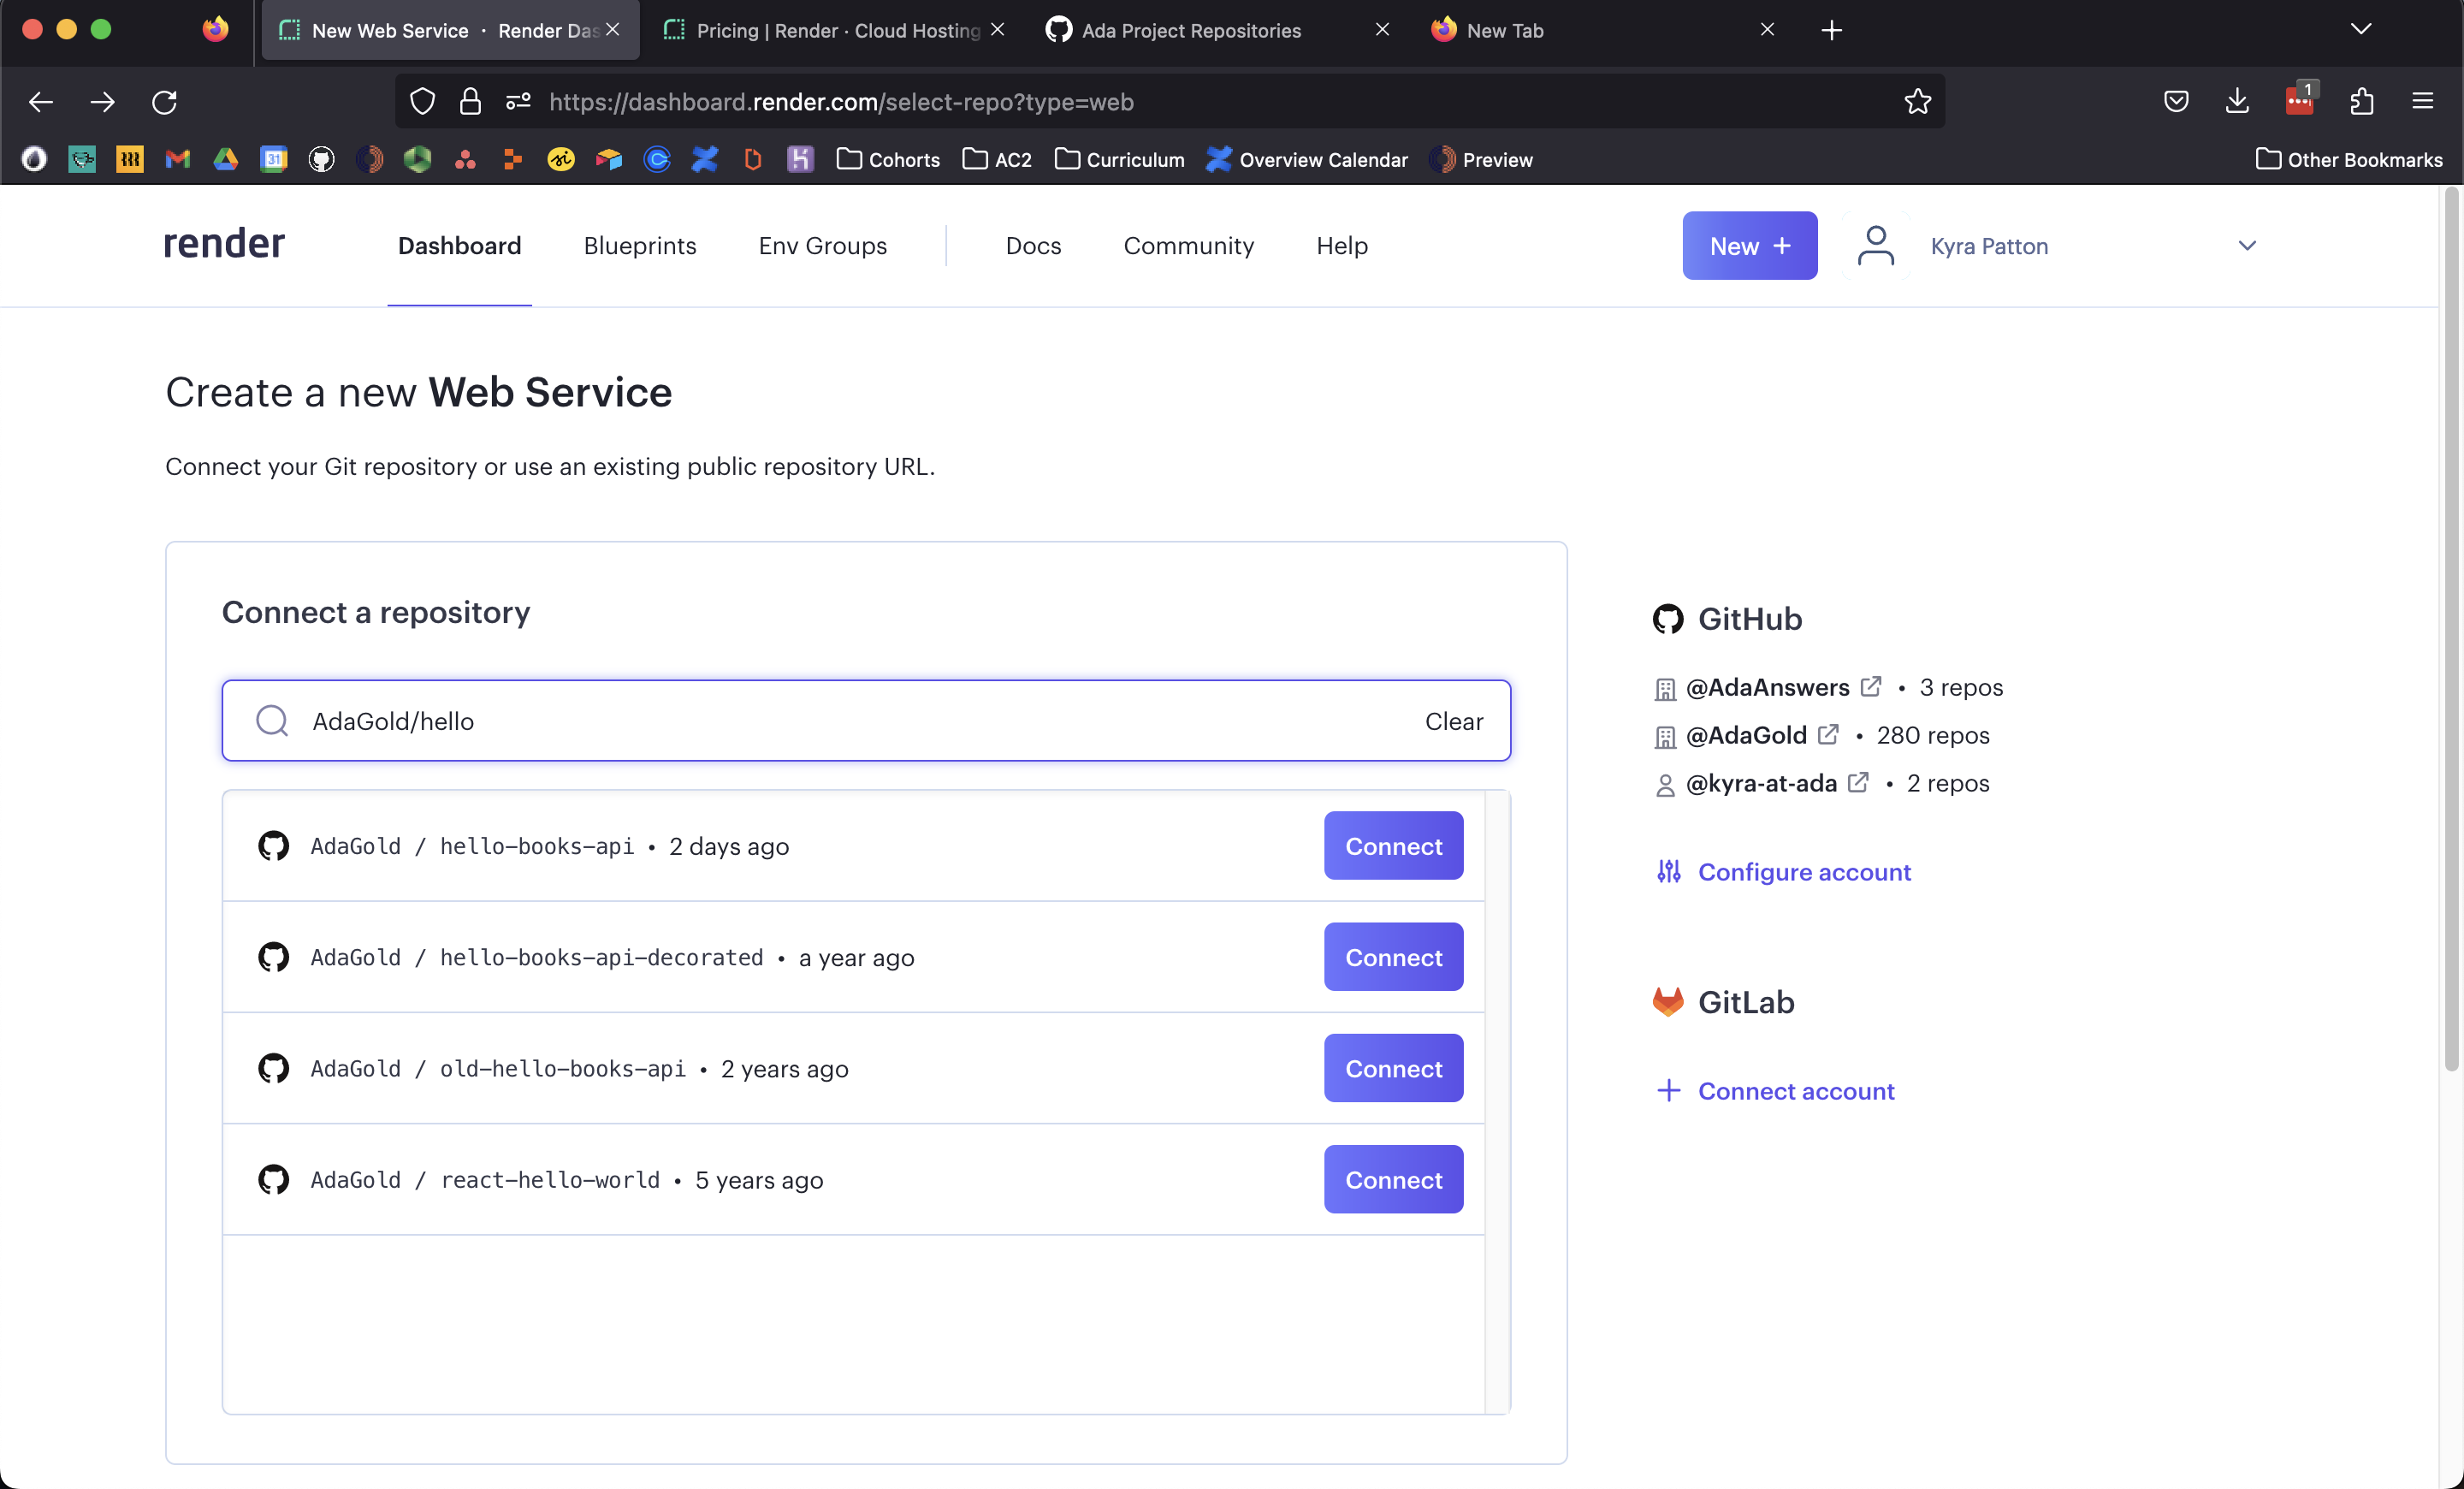 New Web Service · Render Das
Pricing | Render · Cloud Hosting
Ada Project Repositories
New Tab
https://dashboard.render.com/select-repo?type=web
1
31
Cohorts
AC2
Curriculum
Overview Calendar
Preview
Other Bookmarks
render
Dashboard
Blueprints
Env Groups
Docs
Community
Help
New +
Kyra Patton
Create a new Web Service
Connect your Git repository or use an existing public repository URL.
Connect a repository
AdaGold/hello
Clear
AdaGold / hello-books-api • 2 days ago
Connect
AdaGold / hello-books-api-decorated • a year ago
Connect
AdaGold / old-hello-books-api • 2 years ago
Connect
AdaGold / react-hello-world • 5 years ago
Connect
GitHub
@AdaAnswers • 3 repos
@AdaGold • 280 repos
@kyra-at-ada • 2 repos
Configure account
GitLab
Connect account